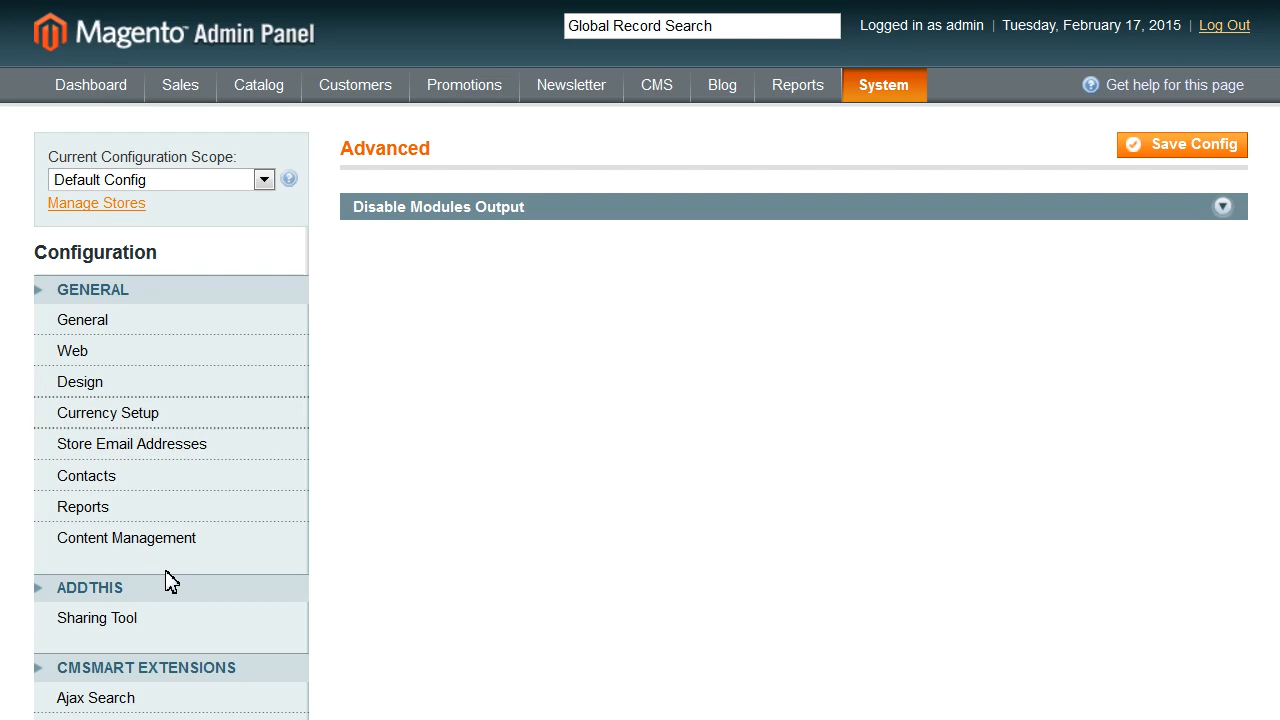 Magento Admin Panel
Global Record Search
Logged in as admin | Tuesday, February 17, 2015 | Log Out
Dashboard Sales Catalog Customers Promotions Newsletter CMS Blog Reports System Get help for this page
Current Configuration Scope:
Default Config
Manage Stores
Advanced
Save Config
Disable Modules Output
Configuration
GENERAL
General
Web
Design
Currency Setup
Store Email Addresses
Contacts
Reports
Content Management
ADDTHIS
Sharing Tool
CMSMART EXTENSIONS
Ajax Search